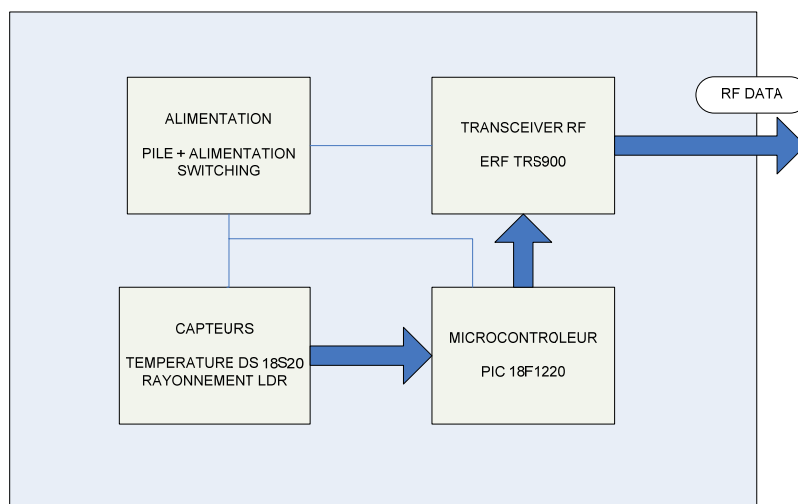 ALIMENTATION
PILE + ALIMENTATION
SWITCHING
TRANSCEIVER RF
ERF TRS900
RF DATA
CAPTEURS
TEMPERATURE DS 18S20
RAYONNEMENT LDR
MICROCONTROLEUR
PIC 18F1220